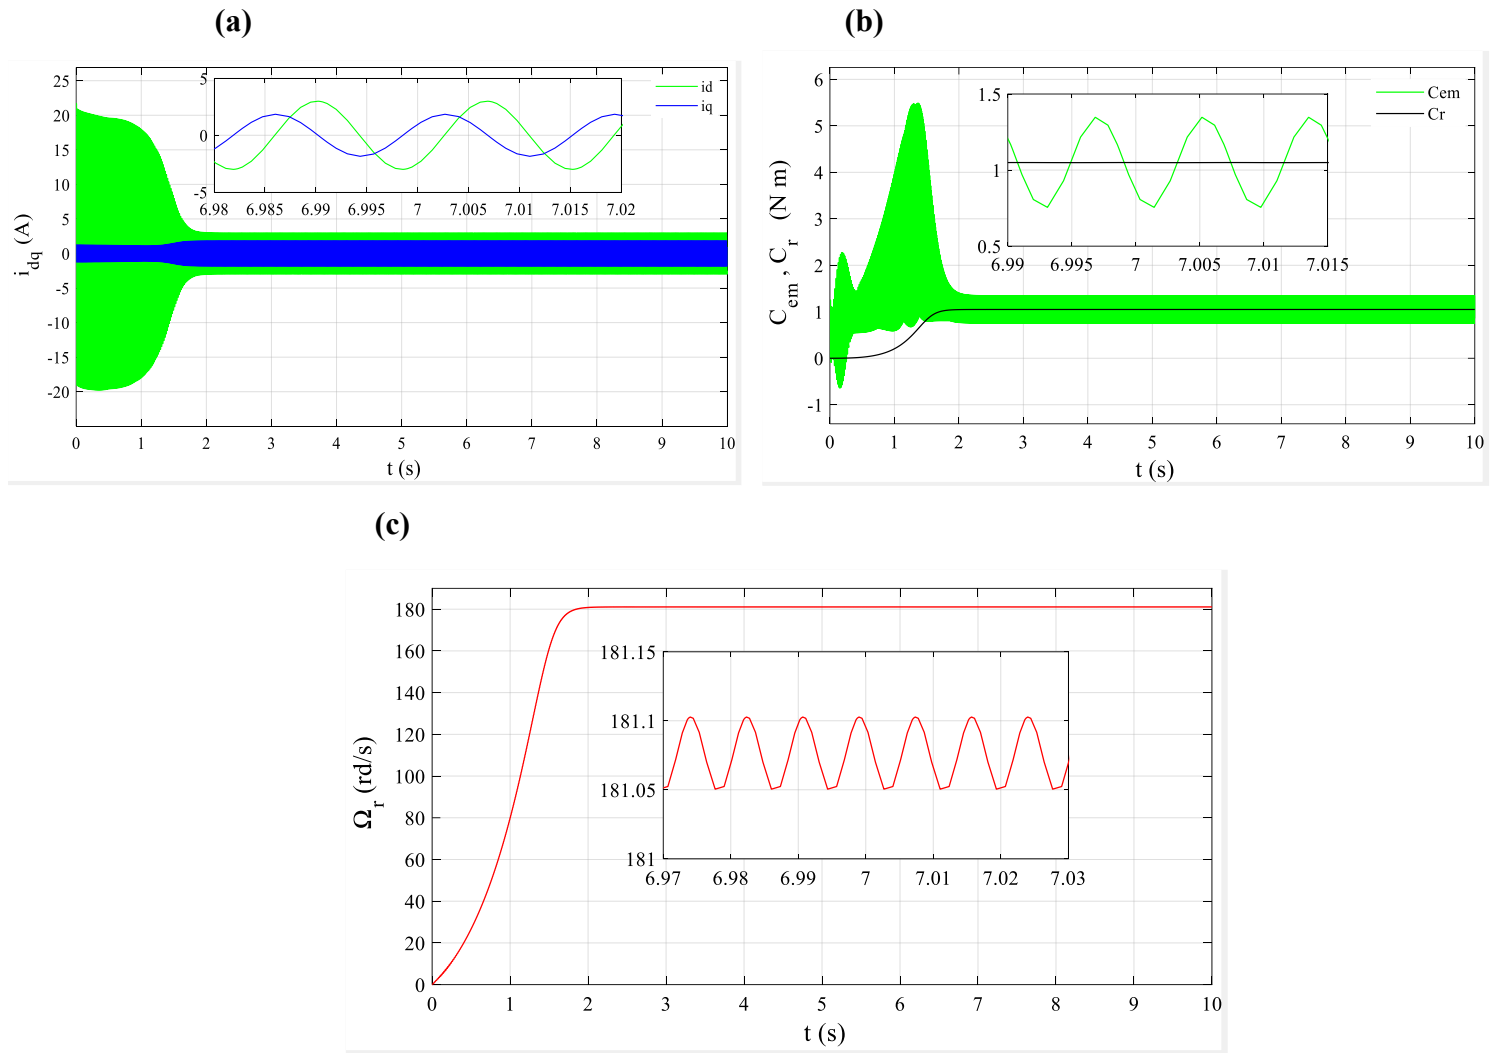 (a)
5
0
-5
6.98 6.985 6.99 6.995 7 7.005 7.01 7.015 7.02
id
iq
25
20
15
10
5
0
-5
-10
-15
-20
i_dq (A)
0 1 2 3 4 5 6 7 8 9 10
t (s)
(b)
1.5
1
0.5
6.99 6.995 7 7.005 7.01 7.015
Cem
Cr
6
5
4
3
2
1
0
-1
C_em , C_r (N m)
0 1 2 3 4 5 6 7 8 9 10
t (s)
(c)
181.15
181.1
181.05
181
6.97 6.98 6.99 7 7.01 7.02 7.03
180
160
140
120
100
80
60
40
20
0
Ω_r (rd/s)
0 1 2 3 4 5 6 7 8 9 10
t (s)